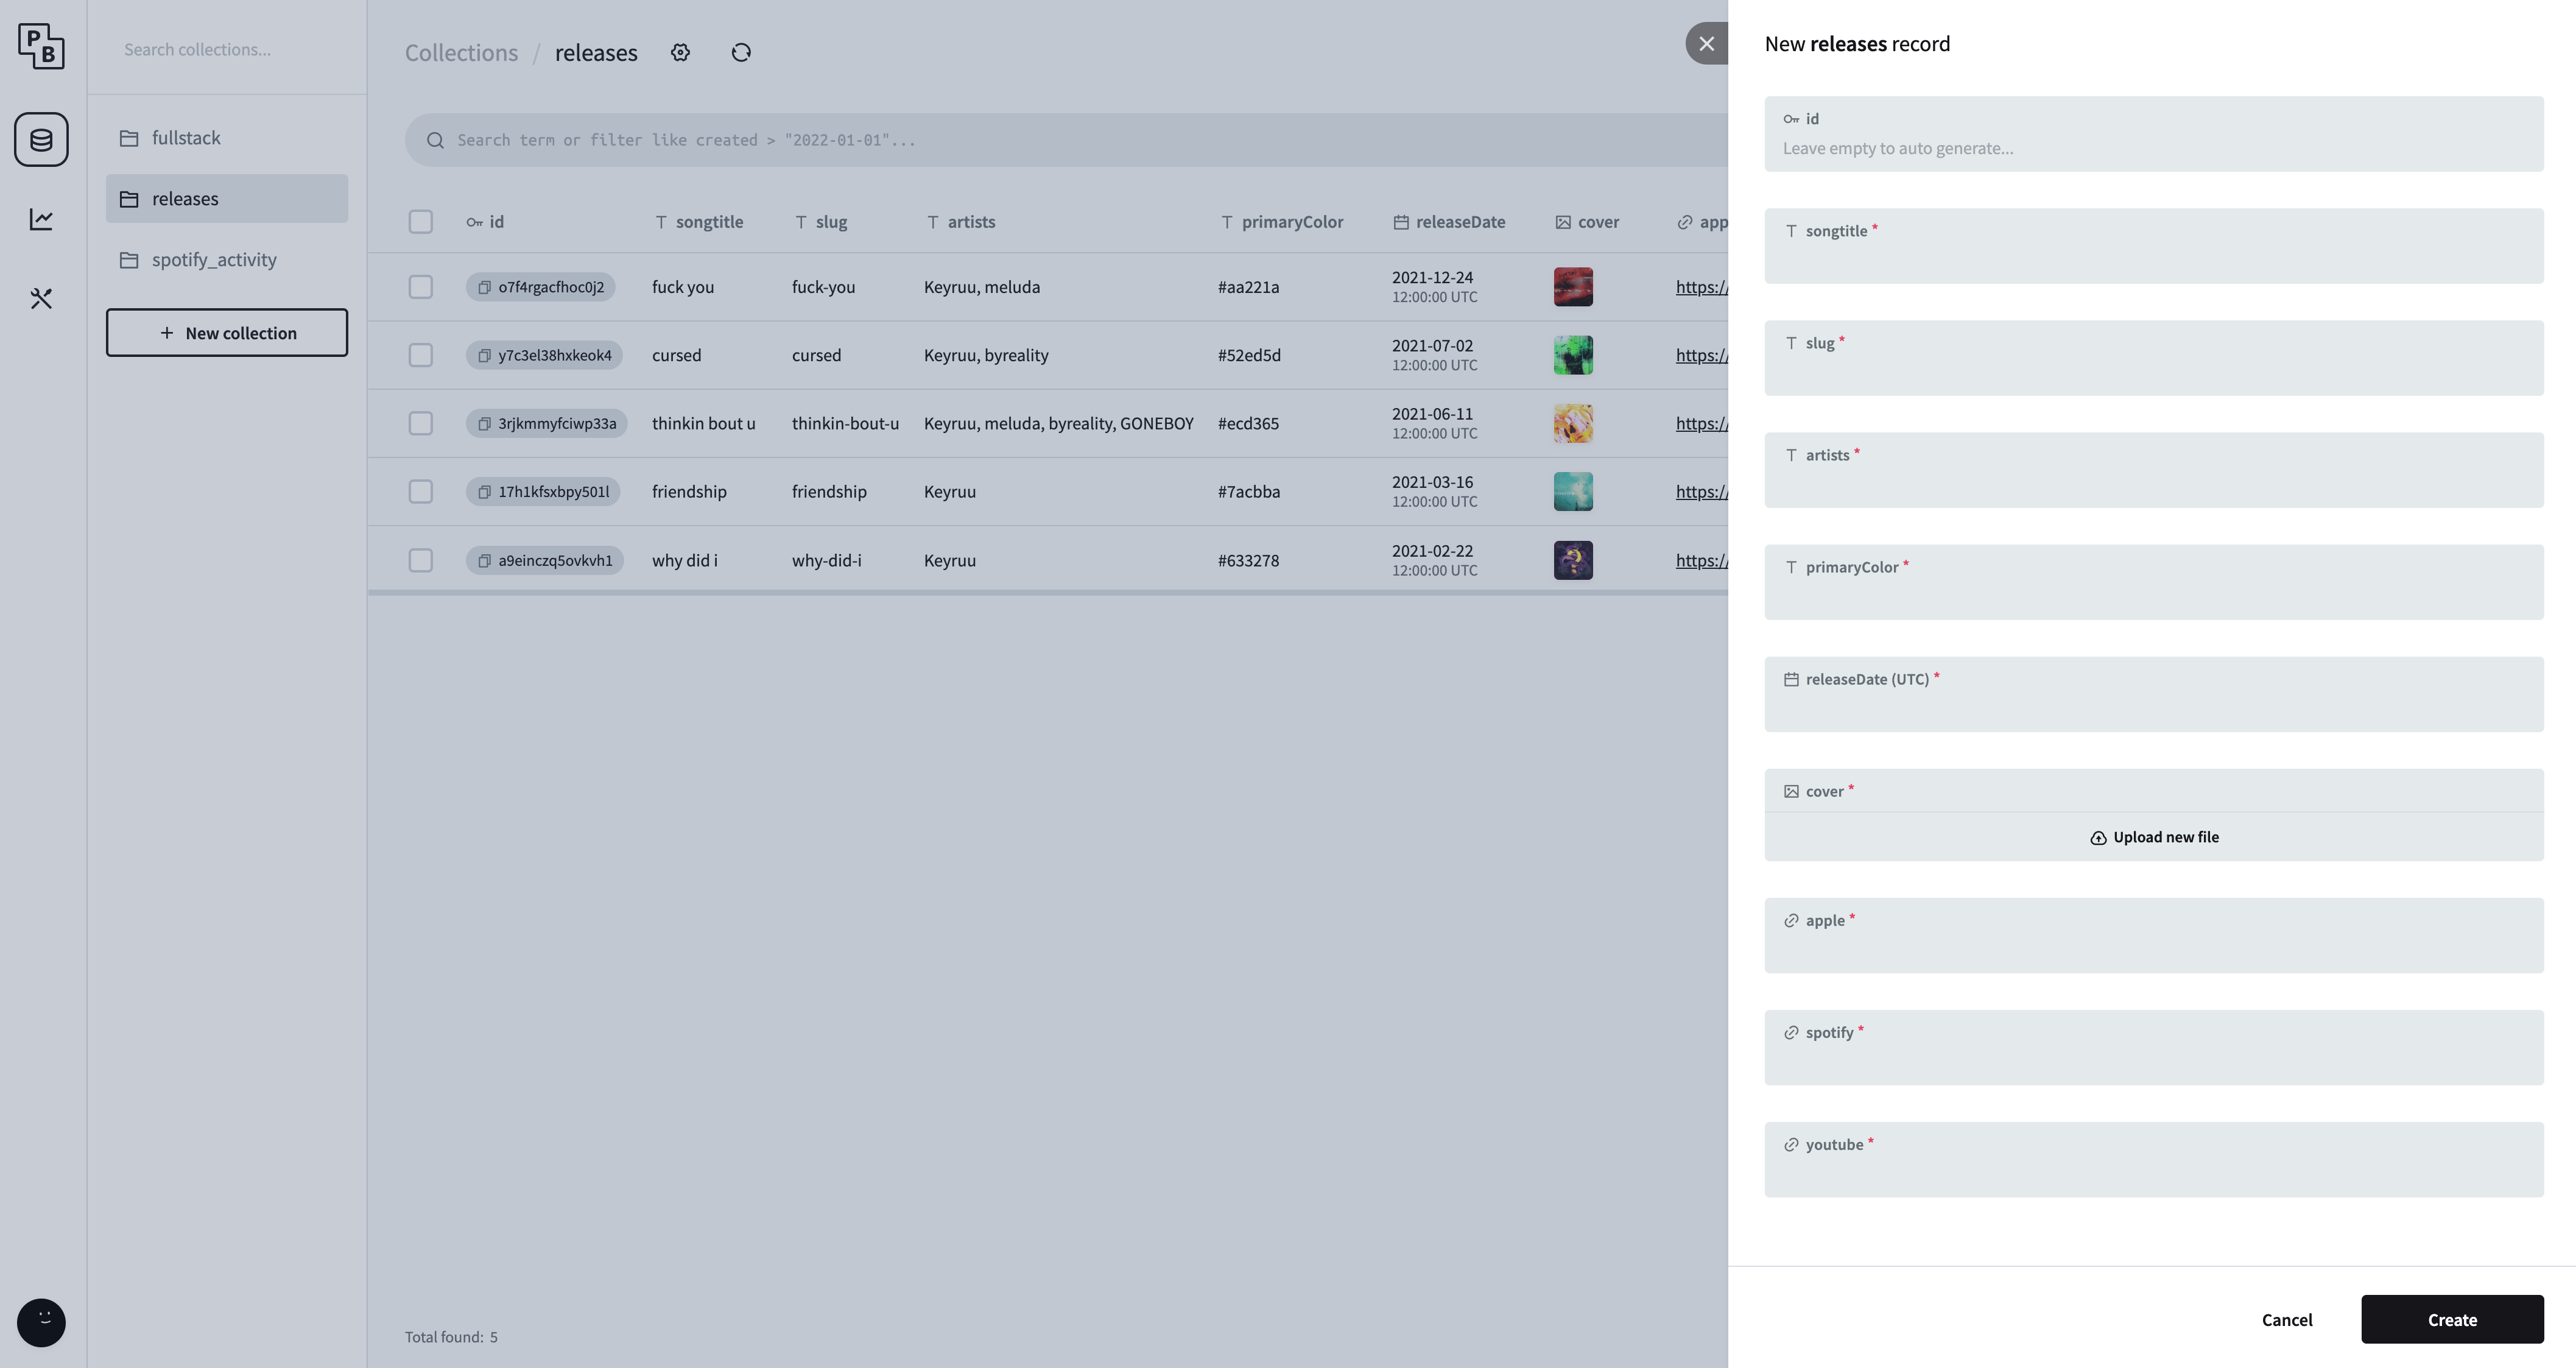 P
B
Search collections...
fullstack
releases
spotify_activity
+ New collection
Collections / releases
Search term or filter like created > "2022-01-01"...
id songtitle slug artists primaryColor releaseDate cover app
o7f4rgacfhoc0j2 fuck you fuck-you Keyruu, meluda #aa221a 2021-12-24 https:/
12:00:00 UTC
y7c3el38hxkeok4 cursed cursed Keyruu, byreality #52ed5d 2021-07-02 https:/
12:00:00 UTC
3rjkmmyfciwp33a thinkin bout u thinkin-bout-u Keyruu, meluda, byreality, GONEBOY #ecd365 2021-06-11 https:/
12:00:00 UTC
17h1kfsxbpy501l friendship friendship Keyruu #7acbba 2021-03-16 https:/
12:00:00 UTC
a9einczq5ovkvh1 why did i why-did-i Keyruu #633278 2021-02-22 https:/
12:00:00 UTC
Total found: 5
New releases record
id
Leave empty to auto generate...
songtitle *
slug *
artists *
primaryColor *
releaseDate (UTC) *
cover *
Upload new file
apple *
spotify *
youtube *
Cancel Create